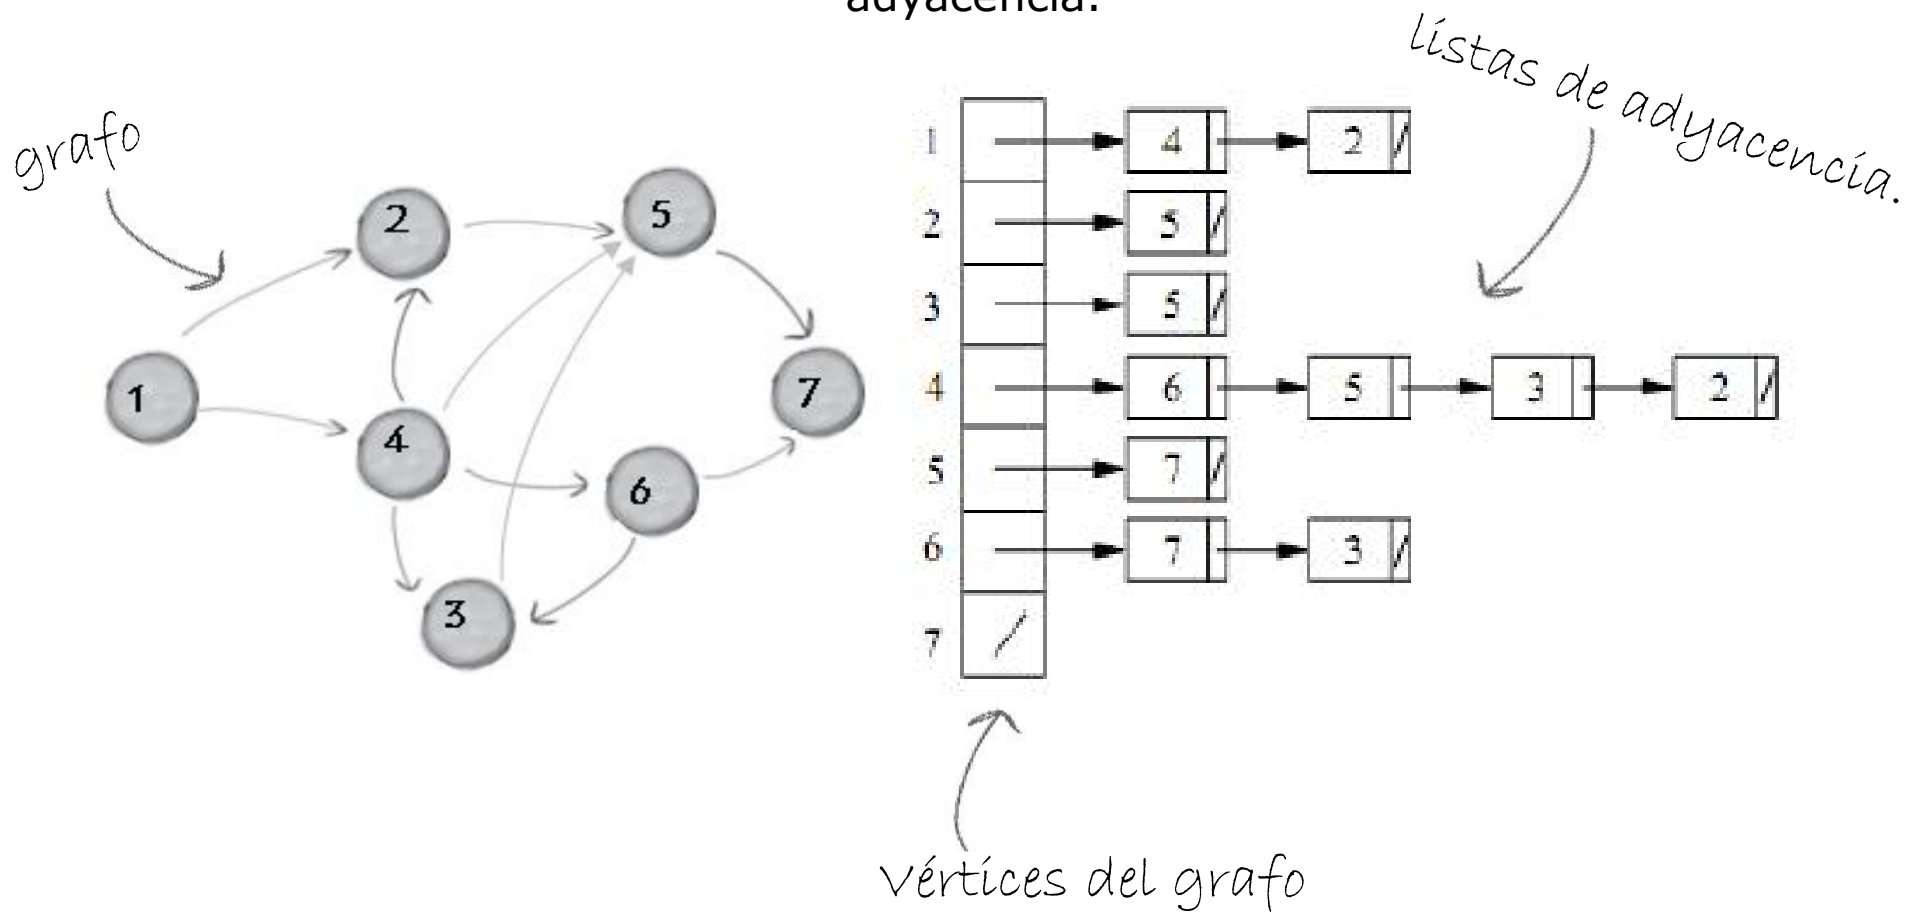 adyacencia.
grafo
listas de adyacencia.
2
5
1
4
7
6
3
1 4 2
2 5
3 5
4 6 5 3 2
5 7
6 7 3
7
Vértices del grafo